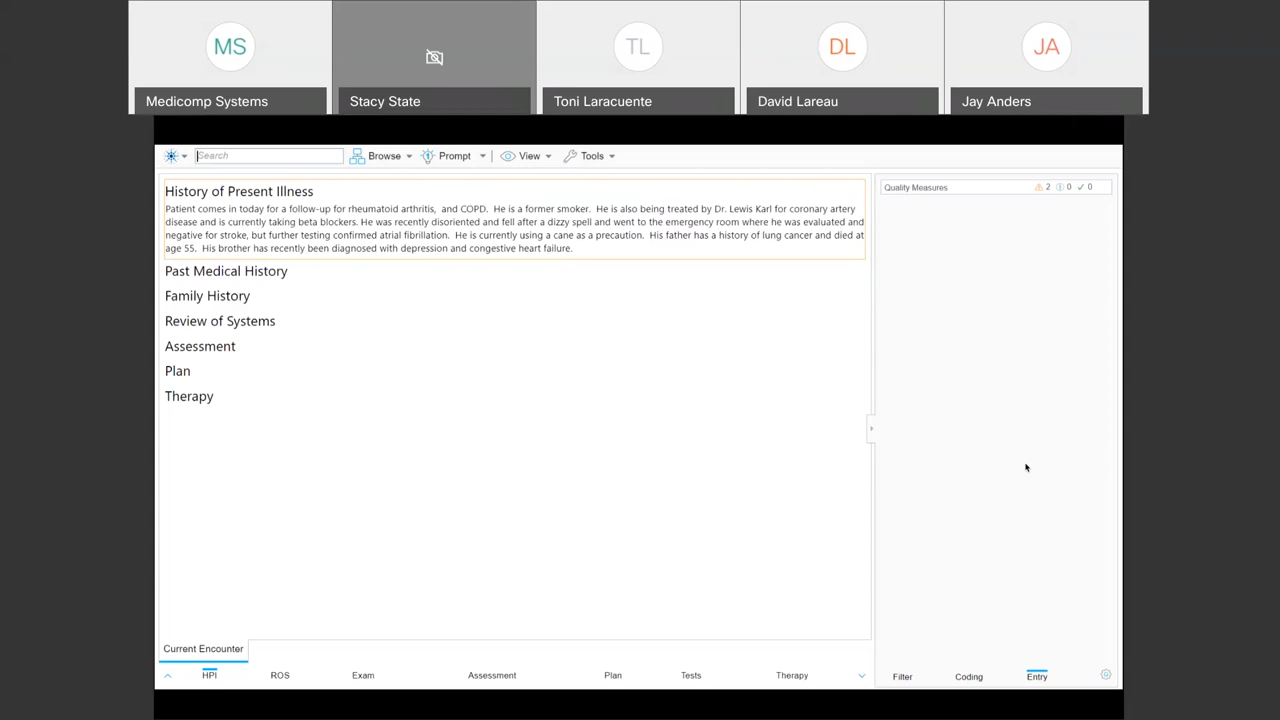 MS
TL
DL
JA
Medicomp Systems
Stacy State
Toni Laracuente
David Lareau
Jay Anders
Search
Browse
Prompt
View
Tools
History of Present Illness
Patient comes in today for a follow-up for rheumatoid arthritis,  and COPD.  He is a former smoker.  He is also being treated by Dr. Lewis Karl for coronary artery
disease and is currently taking beta blockers. He was recently disoriented and fell after a dizzy spell and went to the emergency room where he was evaluated and
negative for stroke, but further testing confirmed atrial fibrillation.  He is currently using a cane as a precaution.  His father has a history of lung cancer and died at
age 55.  His brother has recently been diagnosed with depression and congestive heart failure.
Past Medical History
Family History
Review of Systems
Assessment
Plan
Therapy
Quality Measures
2
0
0
Current Encounter
HPI
ROS
Exam
Assessment
Plan
Tests
Therapy
Filter
Coding
Entry